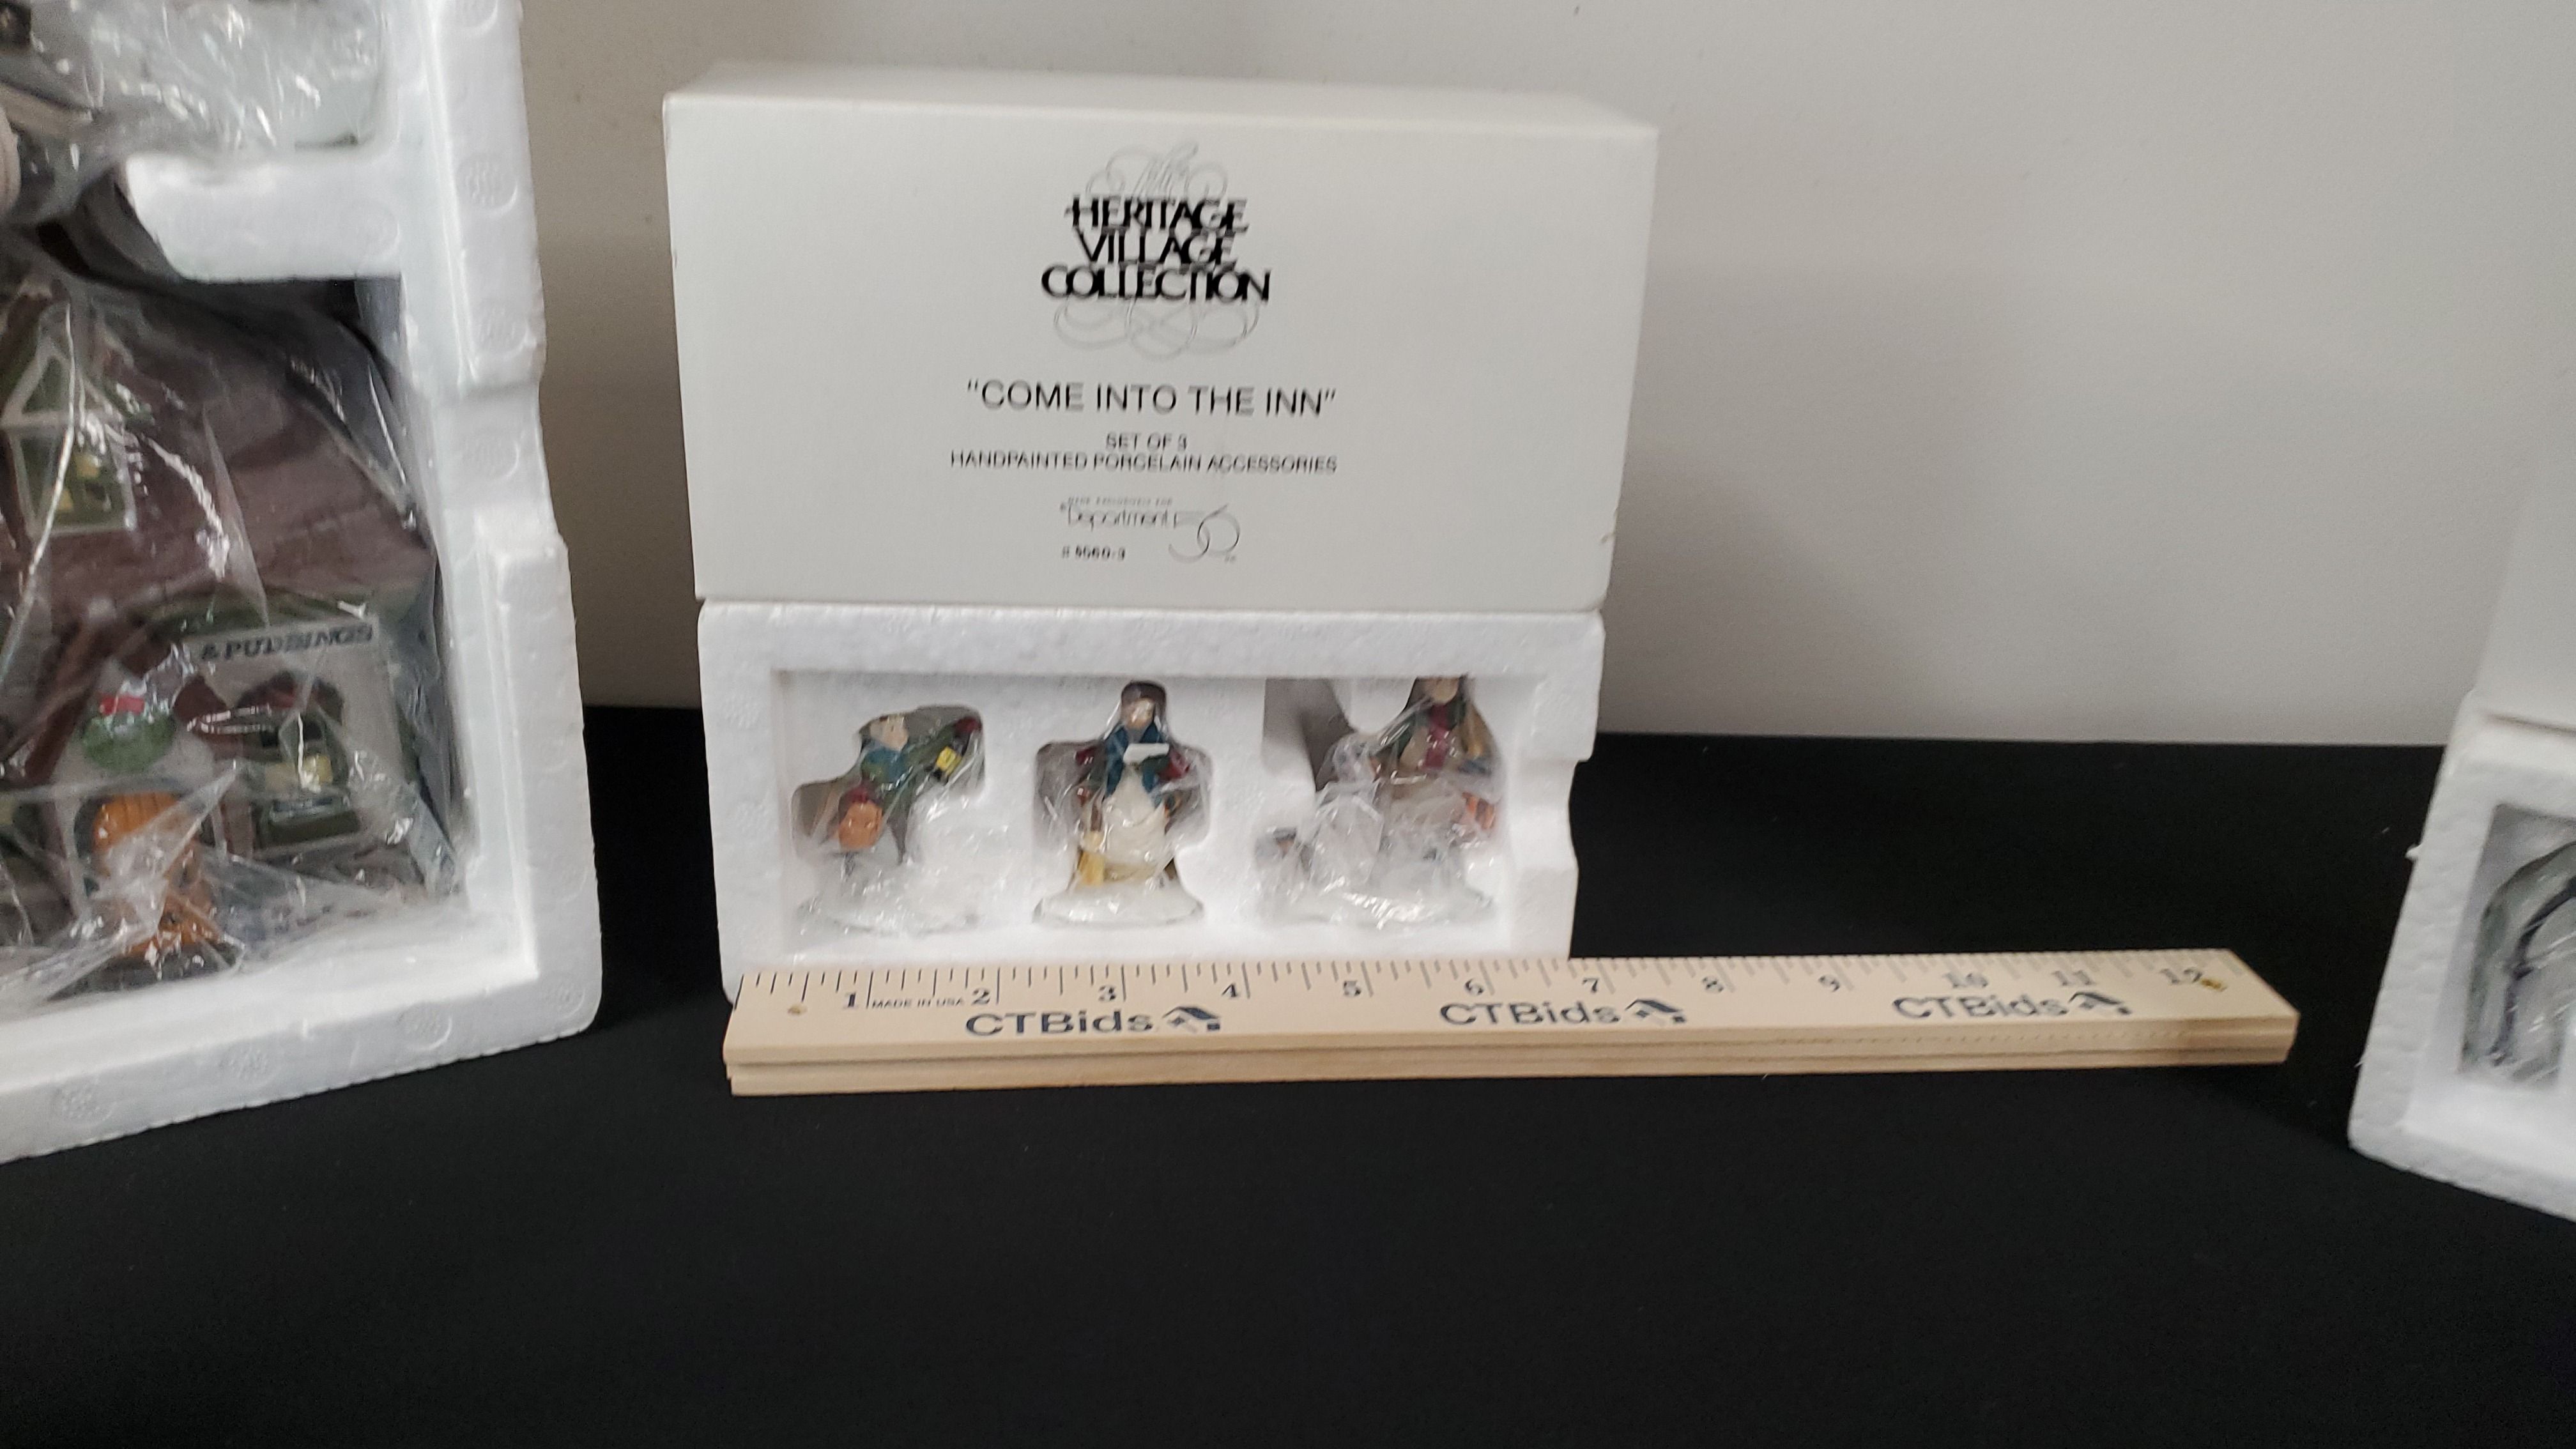 The
HERITAGE
VILLAGE
COLLECTION
"COME INTO THE INN"
SET OF 3
HANDPAINTED PORCELAIN ACCESSORIES
Department 56
& PUDDINGS
1 MADE IN USA 2 3 4 5 6 7 8 9 10 11 12
CTBids CTBids CTBids